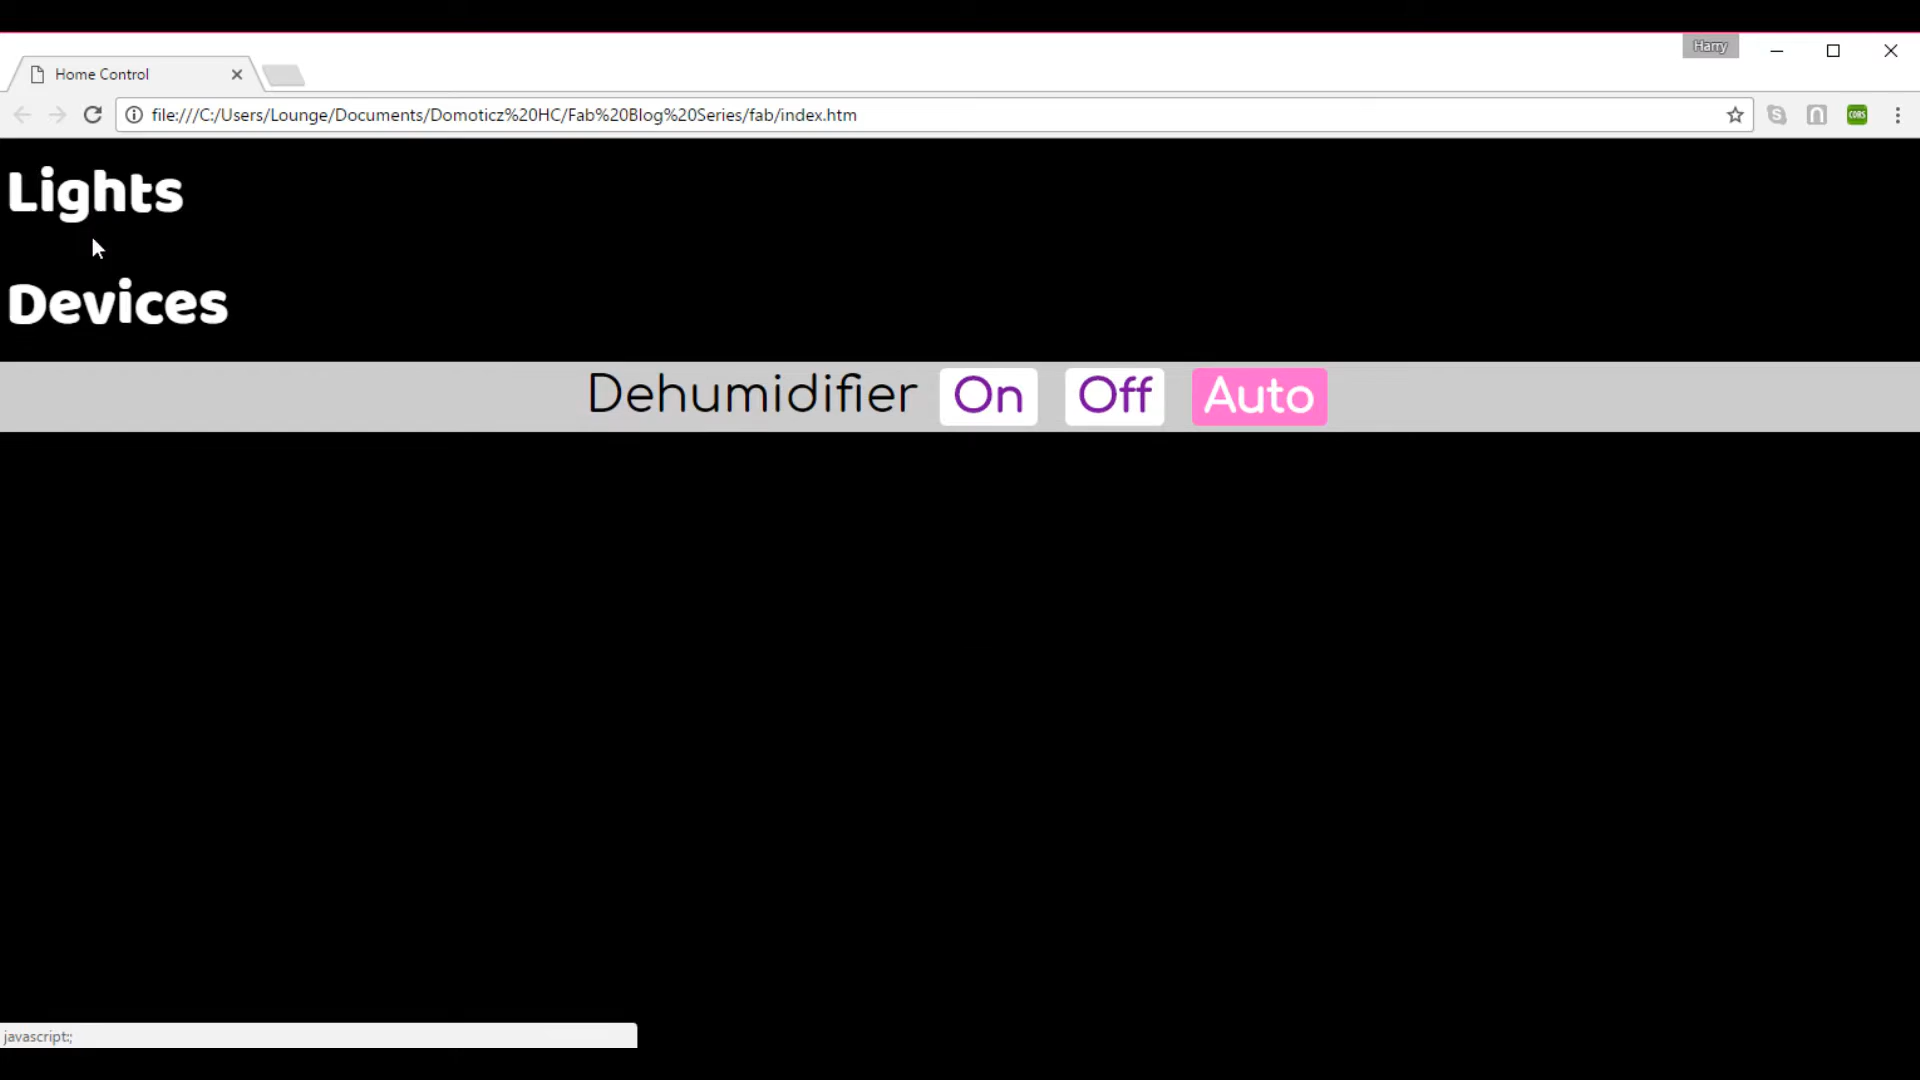 Harry
Home Control
file:///C:/Users/Lounge/Documents/Domoticz%20HC/Fab%20Blog%20Series/fab/index.htm
CORS
Lights
Devices
Dehumidifier On Off Auto
javascript:;